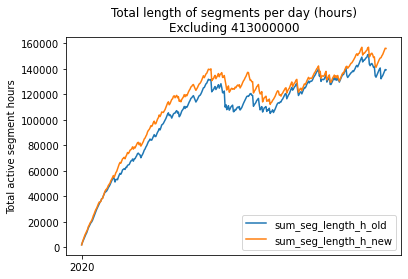 Total length of segments per day (hours)
Excluding 413000000
Total active segment hours
160000
140000
120000
100000
80000
60000
40000
20000
0
2020
sum_seg_length_h_old
sum_seg_length_h_new